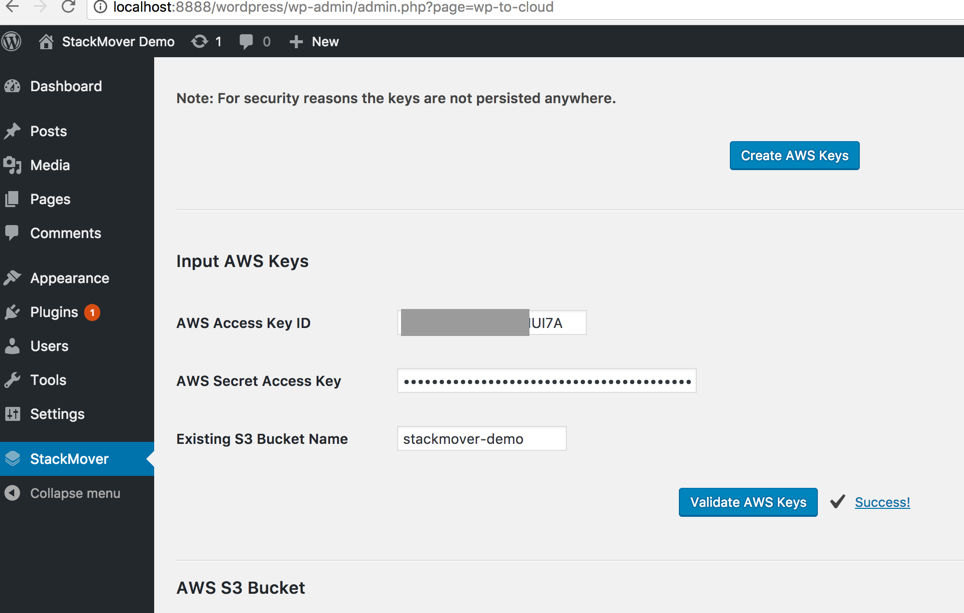 localhost:8888/wordpress/wp-admin/admin.php?page=wp-to-cloud
StackMover Demo 1 0 New
Dashboard
Posts
Media
Pages
Comments
Appearance
Plugins 1
Users
Tools
Settings
StackMover
Collapse menu
Note: For security reasons the keys are not persisted anywhere.
Create AWS Keys
Input AWS Keys
AWS Access Key ID UI7A
AWS Secret Access Key ••••••••••••••••••••••••••••••••••••••••
Existing S3 Bucket Name stackmover-demo
Validate AWS Keys Success!
AWS S3 Bucket